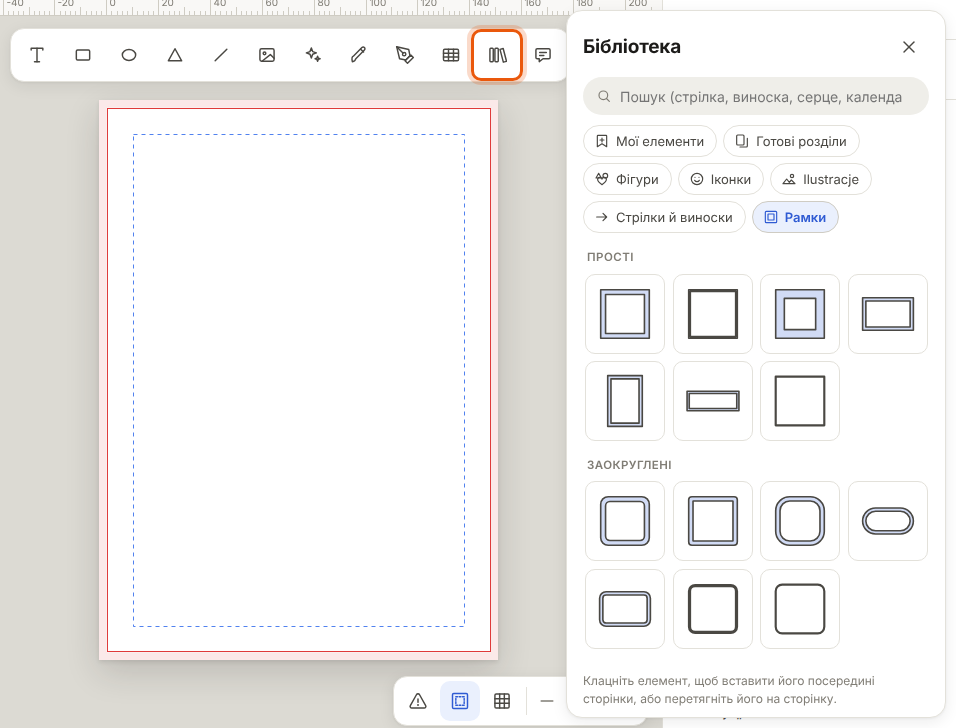 -40 -20 0 20 40 60 80 100 120 140 160 180 200
Бібліотека
Пошук (стрілка, виноска, серце, календа
Мої елементи
Готові розділи
Фігури
Іконки
Ilustracje
Стрілки й виноски
Рамки
ПРОСТІ
ЗАОКРУГЛЕНІ
Клацніть елемент, щоб вставити його посередині
сторінки, або перетягніть його на сторінку.